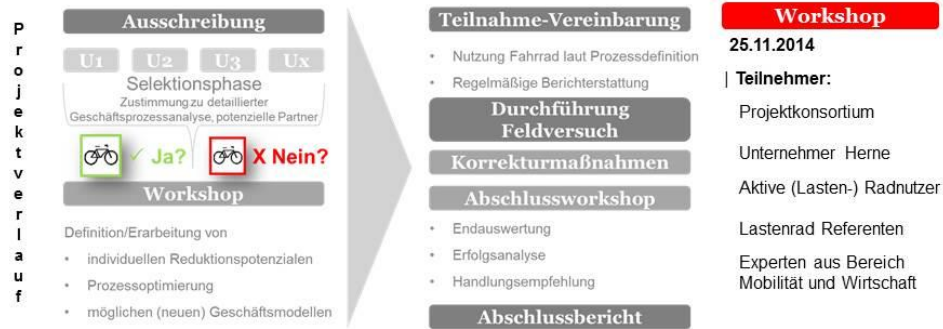 Projektverlauf
Ausschreibung
U1 U2 U3 Ux
Selektionsphase
Zustimmung zu detaillierter
Geschäftsprozessanalyse, potenzielle Partner
✓ Ja? X Nein?
Workshop
Definition/Erarbeitung von
• individuellen Reduktionspotenzialen
• Prozessoptimierung
• möglichen (neuen) Geschäftsmodellen
Teilnahme-Vereinbarung
• Nutzung Fahrrad laut Prozessdefinition
• Regelmäßige Berichterstattung
Durchführung
Feldversuch
Korrekturmaßnahmen
Abschlussworkshop
• Endauswertung
• Erfolgsanalyse
• Handlungsempfehlung
Abschlussbericht
Workshop
25.11.2014
| Teilnehmer:
Projektkonsortium
Unternehmer Herne
Aktive (Lasten-) Radnutzer
Lastenrad Referenten
Experten aus Bereich
Mobilität und Wirtschaft